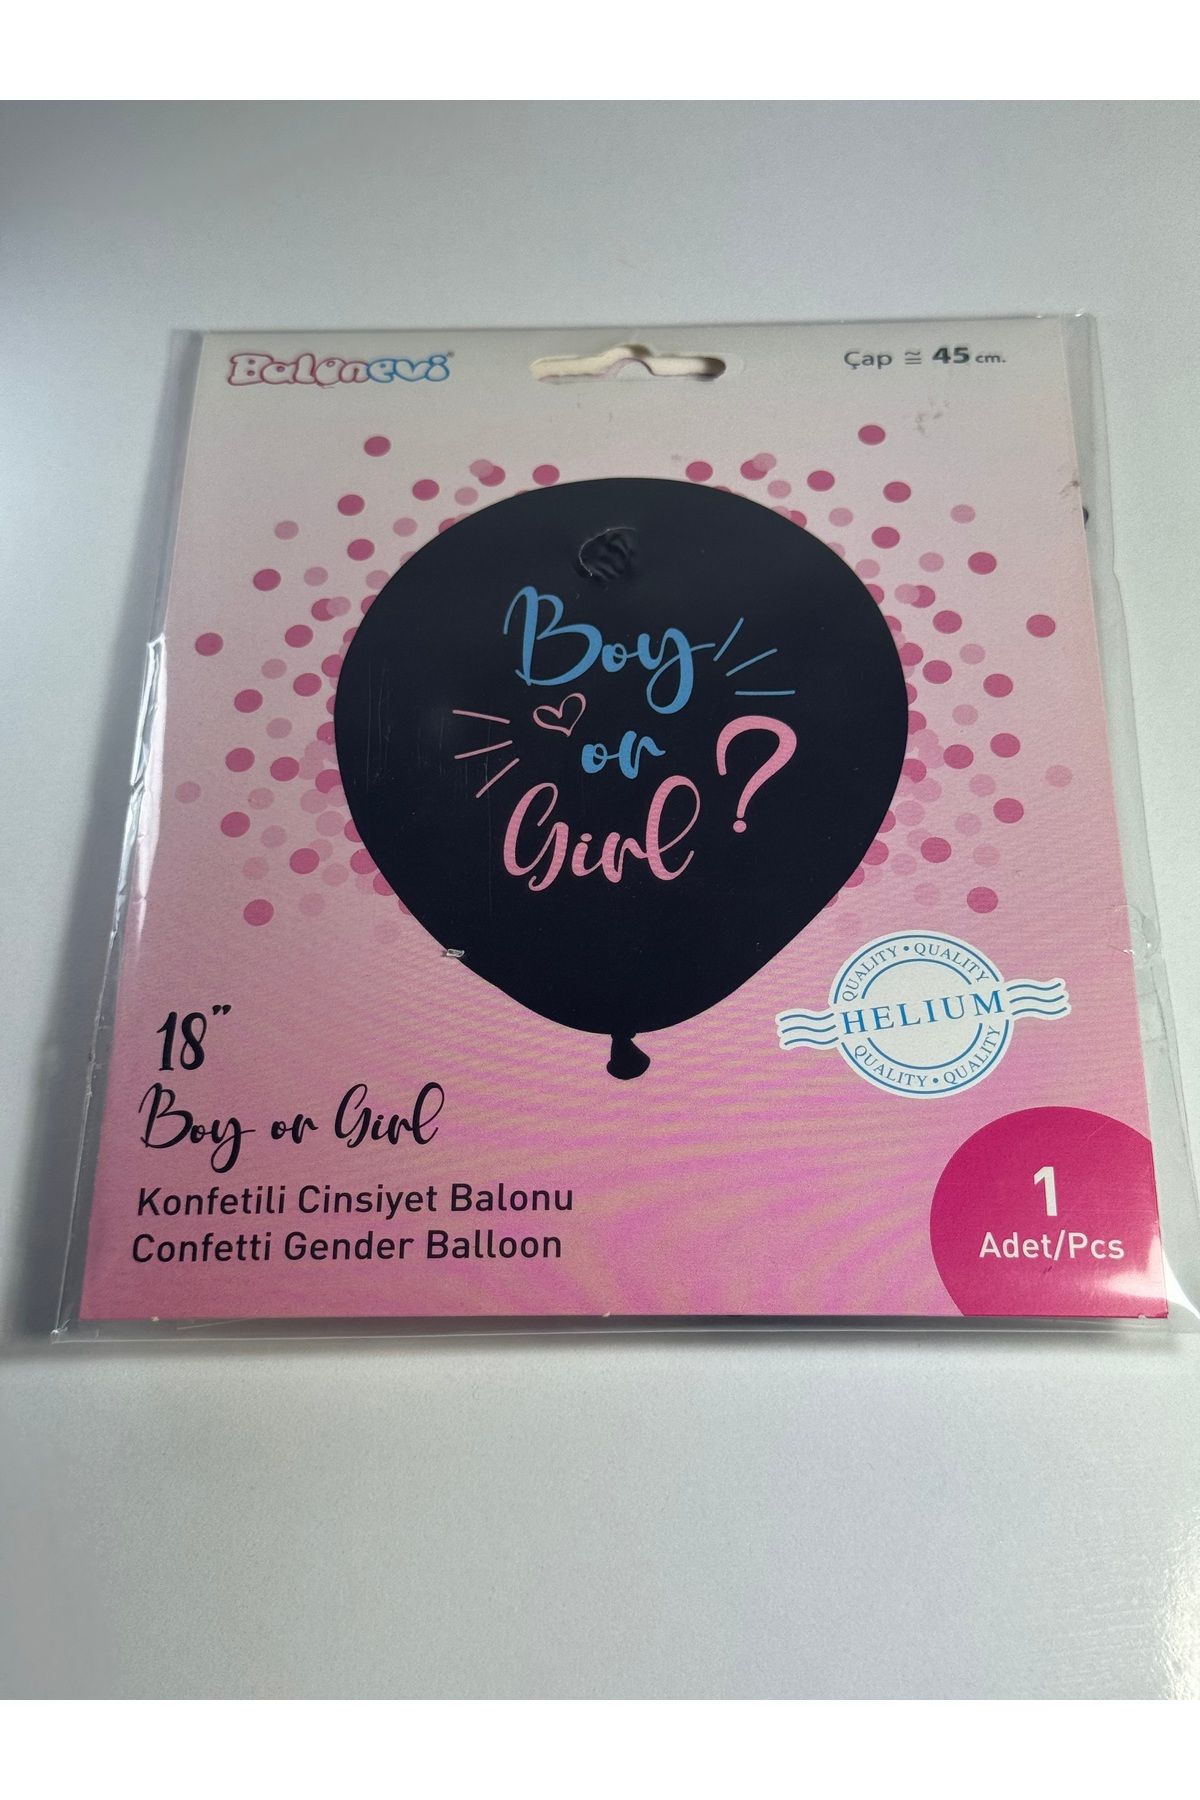 Balonevi
Çap ≅ 45 cm.
Boy
or
Girl ?
QUALITY • QUALITY
HELIUM
QUALITY • QUALITY
18"
Boy or Girl
Konfetili Cinsiyet Balonu
Confetti Gender Balloon
1
Adet/Pcs